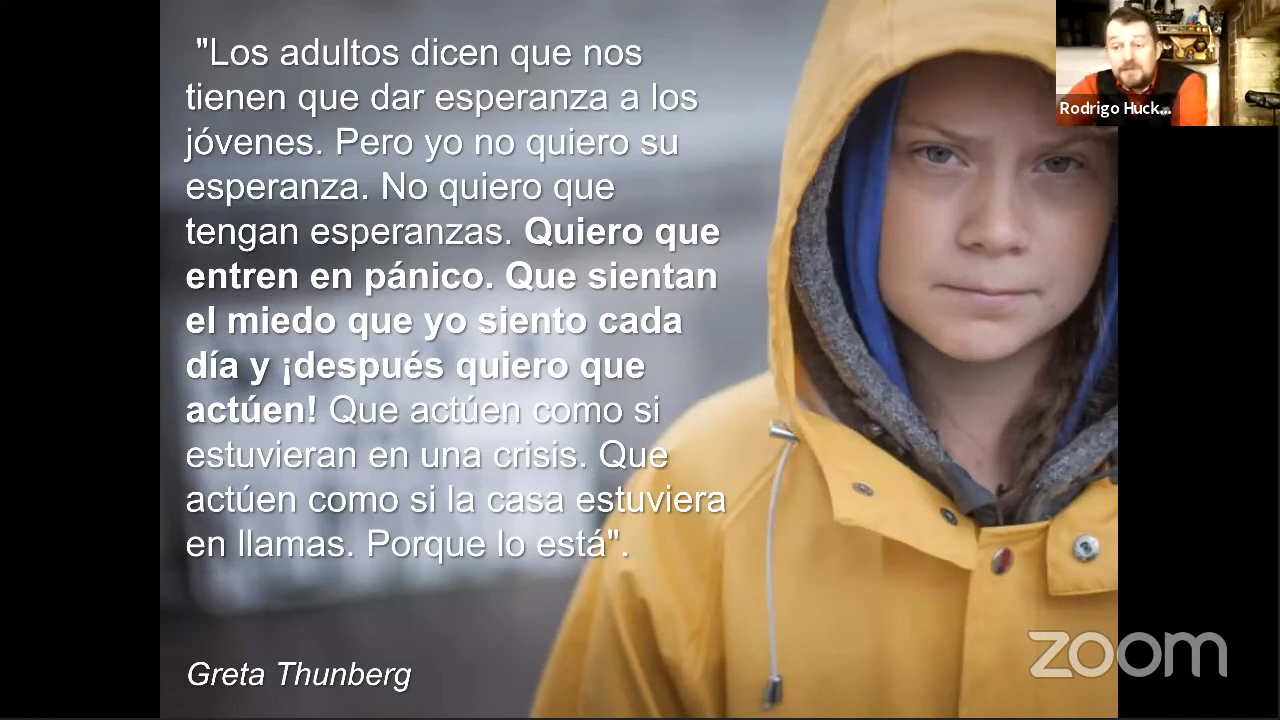 "Los adultos dicen que nos
tienen que dar esperanza a los
jóvenes. Pero yo no quiero su
esperanza. No quiero que
tengan esperanzas. Quiero que
entren en pánico. Que sientan
el miedo que yo siento cada
día y ¡después quiero que
actúen! Que actúen como si
estuvieran en una crisis. Que
actúen como si la casa estuviera
en llamas. Porque lo está".
Greta Thunberg
Rodrigo Huck...
zoom